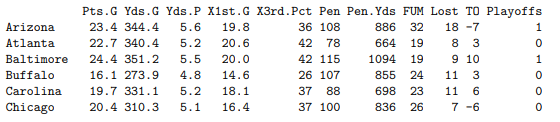 Pts.G Yds.G Yds.P X1st.G X3rd.Pct Pen Pen.Yds FUM Lost TO Playoffs
Arizona 23.4 344.4 5.6 19.8 36 108 886 32 18 -7 1
Atlanta 22.7 340.4 5.2 20.6 42 78 664 19 8 3 0
Baltimore 24.4 351.2 5.5 20.0 42 115 1094 19 9 10 1
Buffalo 16.1 273.9 4.8 14.6 26 107 855 24 11 3 0
Carolina 19.7 331.1 5.2 18.1 37 88 698 23 11 6 0
Chicago 20.4 310.3 5.1 16.4 37 100 836 26 7 -6 0